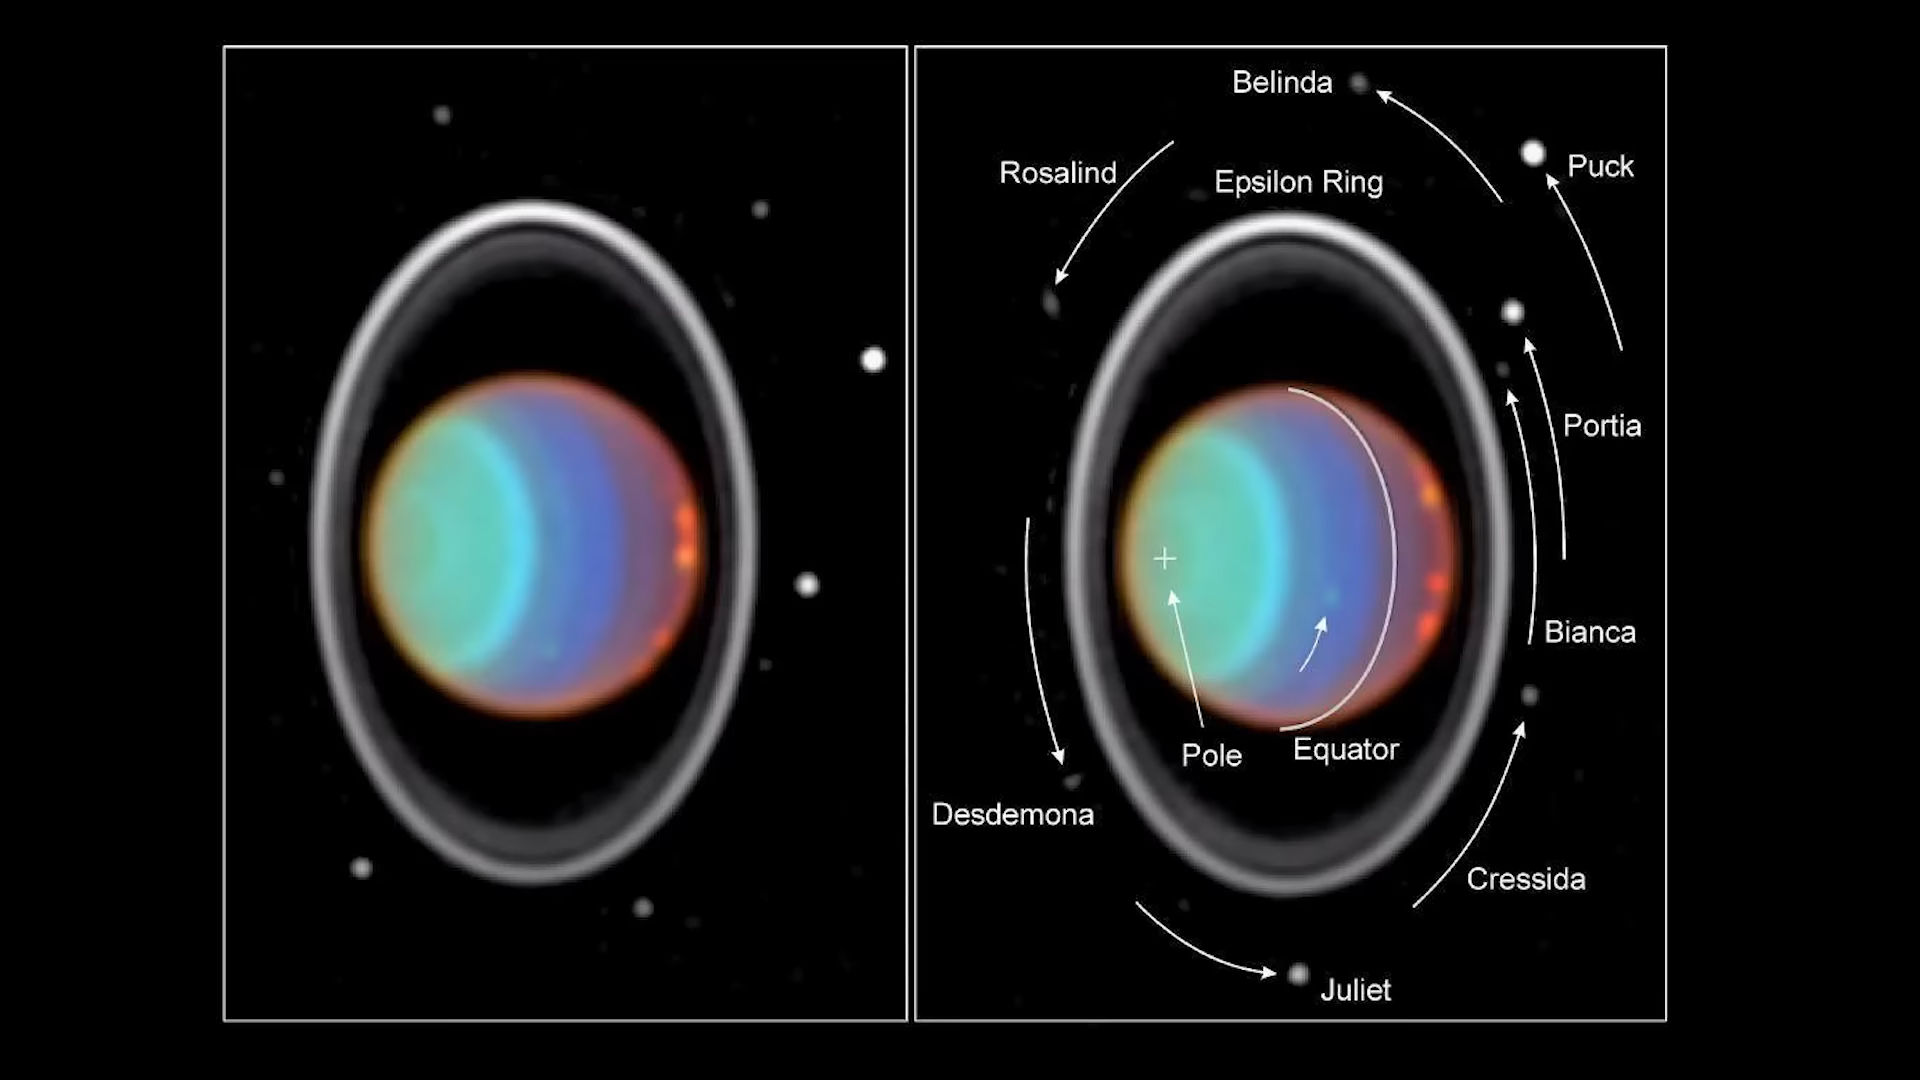 Belinda
Puck
Rosalind
Epsilon Ring
Portia
Bianca
Pole
Equator
Desdemona
Cressida
Juliet